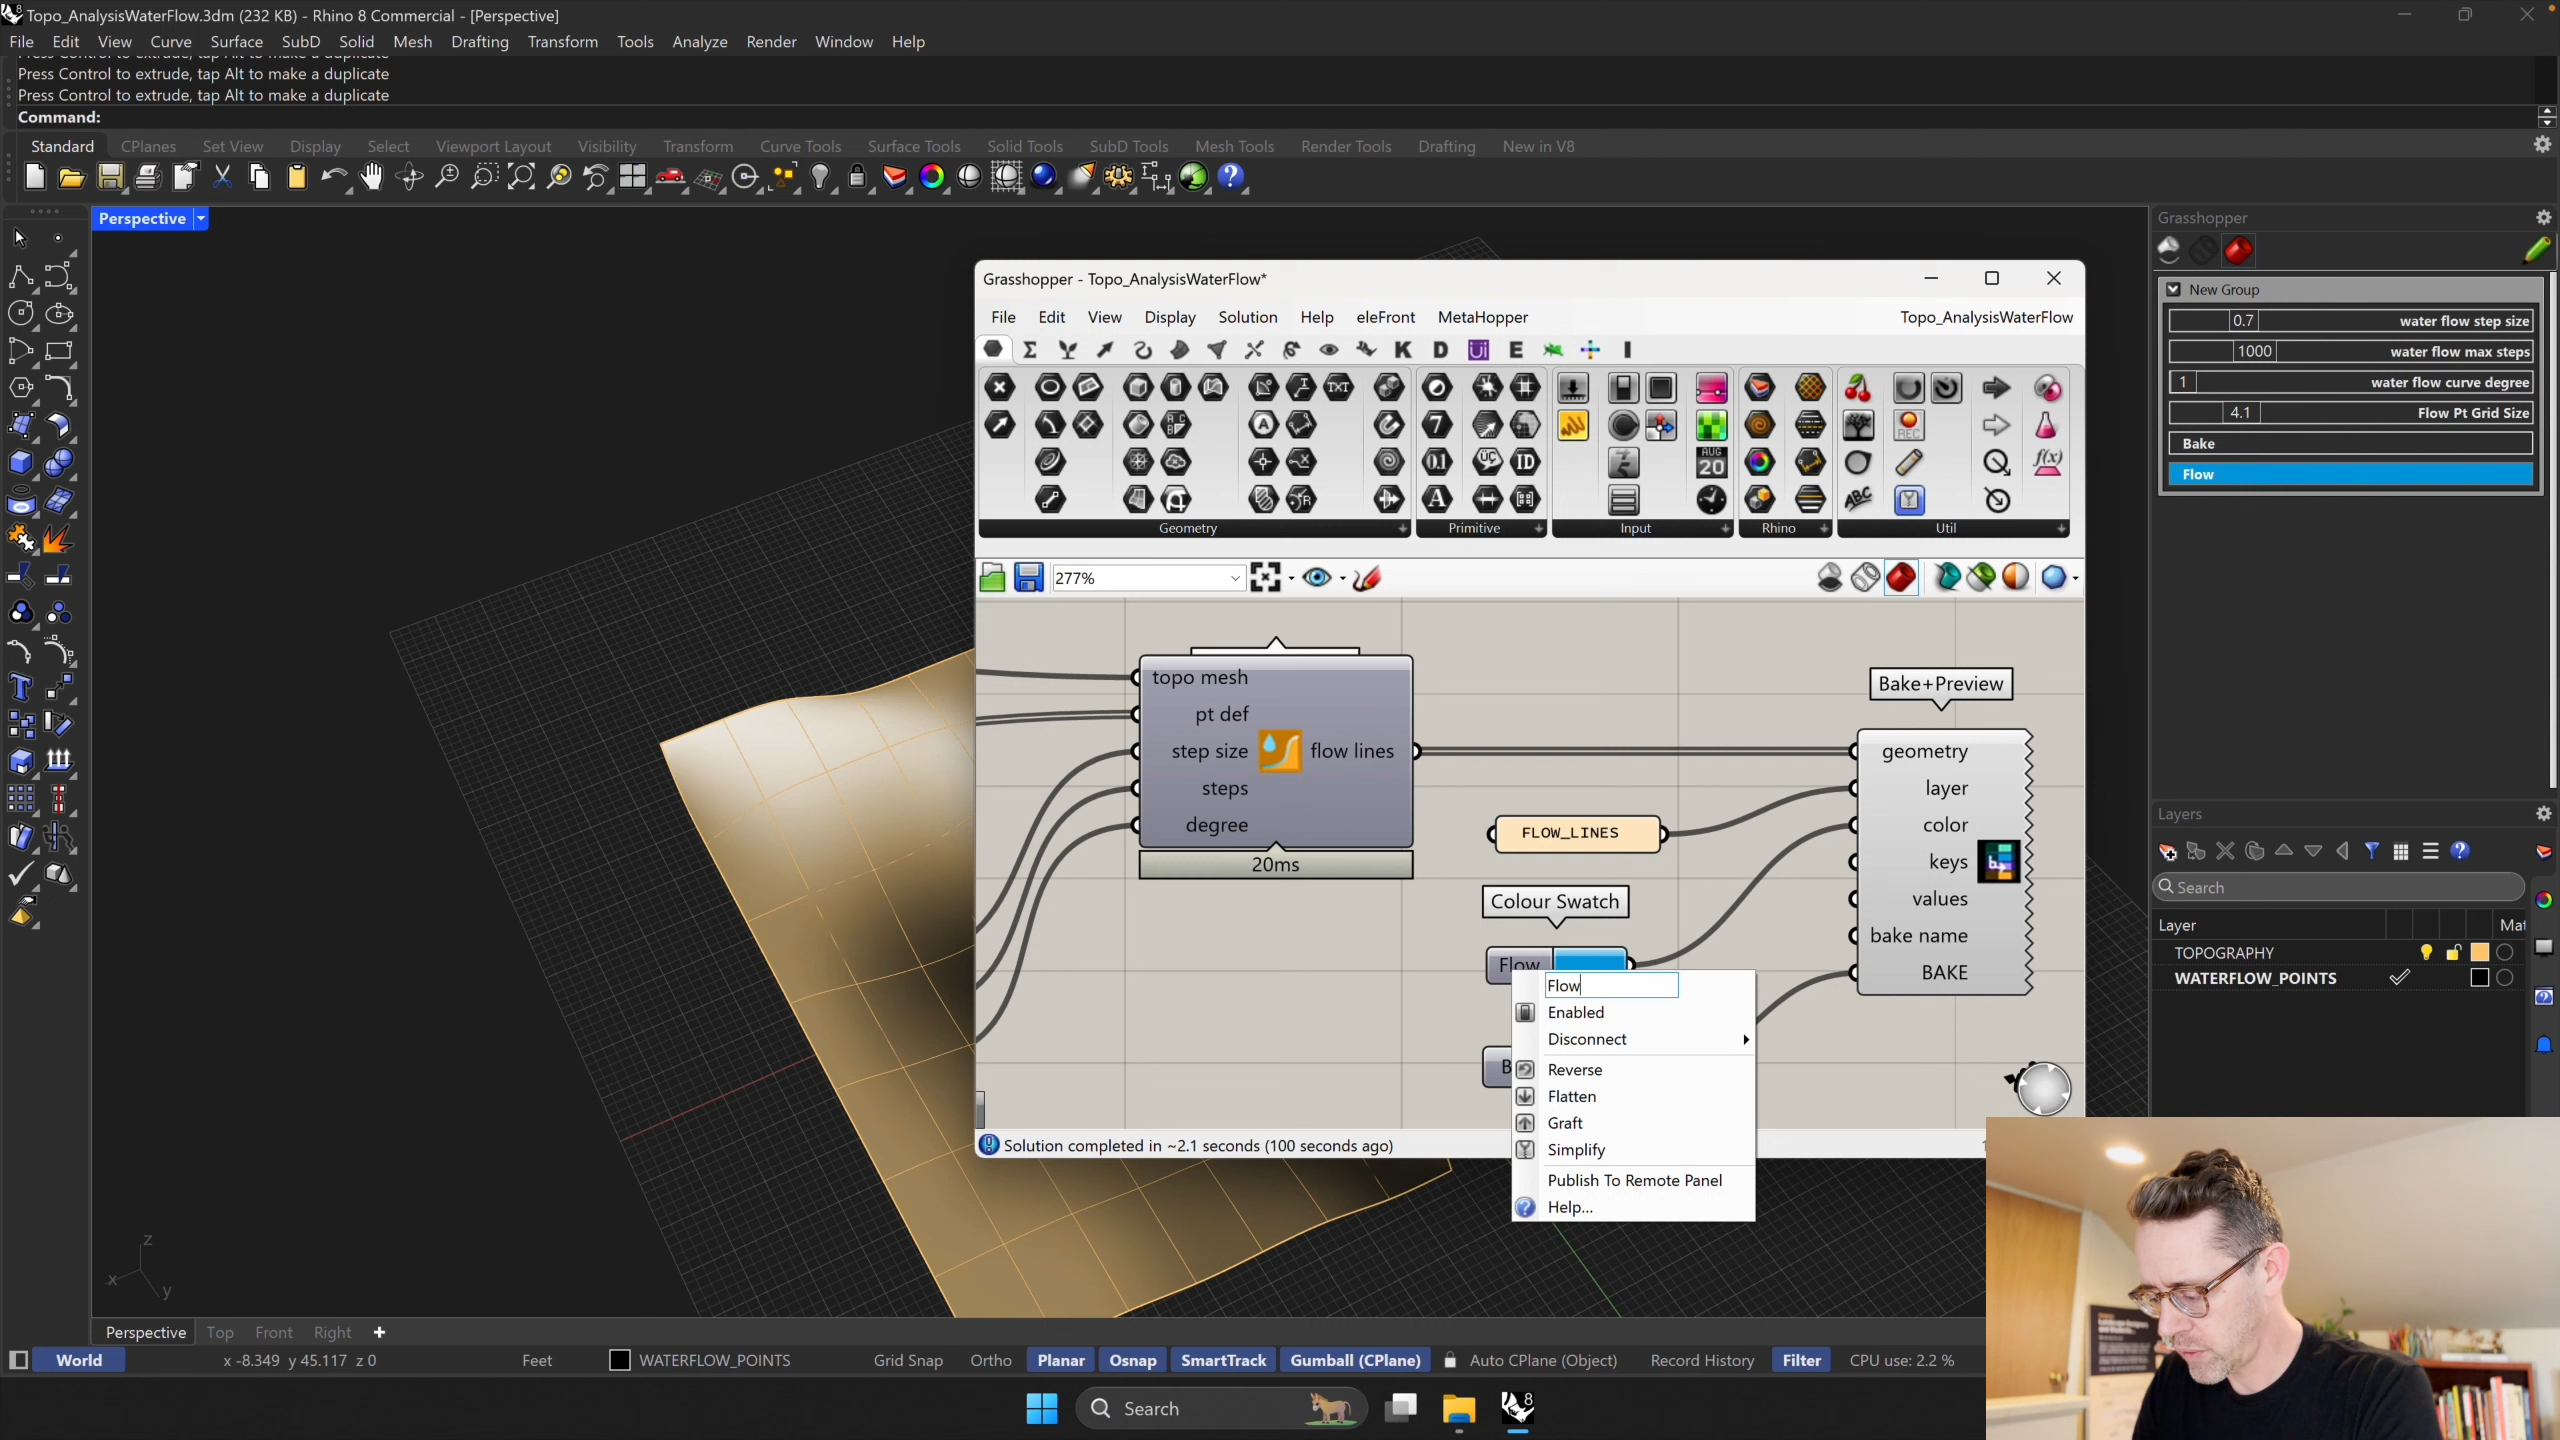 Topo_AnalysisWaterFlow.3dm (232 KB) - Rhino 8 Commercial - [Perspective]
File Edit View Curve Surface SubD Solid Mesh Drafting Transform Tools Analyze Render Window Help
Press Control to extrude, tap Alt to make a duplicate
Press Control to extrude, tap Alt to make a duplicate
Press Control to extrude, tap Alt to make a duplicate
Command:
Standard CPlanes Set View Display Select Viewport Layout Visibility Transform Curve Tools Surface Tools Solid Tools SubD Tools Mesh Tools Render Tools Drafting New in V8
Perspective
Grasshopper
New Group
0.7 water flow step size
1000 water flow max steps
1 water flow curve degree
4.1 Flow Pt Grid Size
Bake
Flow
Grasshopper - Topo_AnalysisWaterFlow*
File Edit View Display Solution Help eleFront MetaHopper Topo_AnalysisWaterFlow
Geometry Primitive Input Rhino Util
277%
topo mesh
pt def
step size flow lines
steps
degree
20ms
FLOW_LINES
Colour Swatch
Flow
Bake+Preview
geometry
layer
color
keys
values
bake name
BAKE
Flow
Enabled
Disconnect
Reverse
Flatten
Graft
Simplify
Publish To Remote Panel
Help...
Solution completed in ~2.1 seconds (100 seconds ago)
Layers
Search
Layer Mat
TOPOGRAPHY
WATERFLOW_POINTS
z
x
y
Perspective Top Front Right
World x -8.349 y 45.117 z 0 Feet WATERFLOW_POINTS Grid Snap Ortho Planar Osnap SmartTrack Gumball (CPlane) Auto CPlane (Object) Record History Filter CPU use: 2.2 %
Search